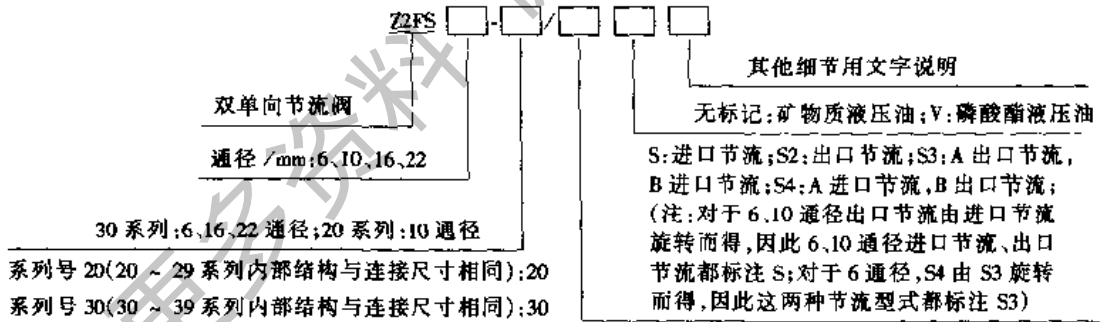 Z2FS □-□/□ □ □
其他细节用文字说明
双单向节流阀
无标记:矿物质液压油;V:磷酸酯液压油
通径/mm:6、10、16、22
S:进口节流;S2:出口节流;S3:A出口节流,
B进口节流;S4:A进口节流,B出口节流;
(注:对于6、10通径出口节流由进口节流
旋转而得,因此6、10通径进口节流、出口
节流都标注S;对于6通径,S4由S3旋转
而得,因此这两种节流型式都标注S3)
30系列:6、16、22通径;20系列:10通径
系列号20(20~29系列内部结构与连接尺寸相同):20
系列号30(30~39系列内部结构与连接尺寸相同):30
更多资料